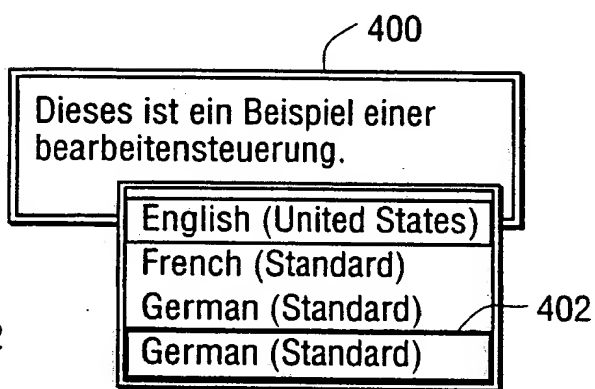 400
Dieses ist ein Beispiel einer
bearbeitensteuerung.
English (United States)
French (Standard)
German (Standard)
402
German (Standard)